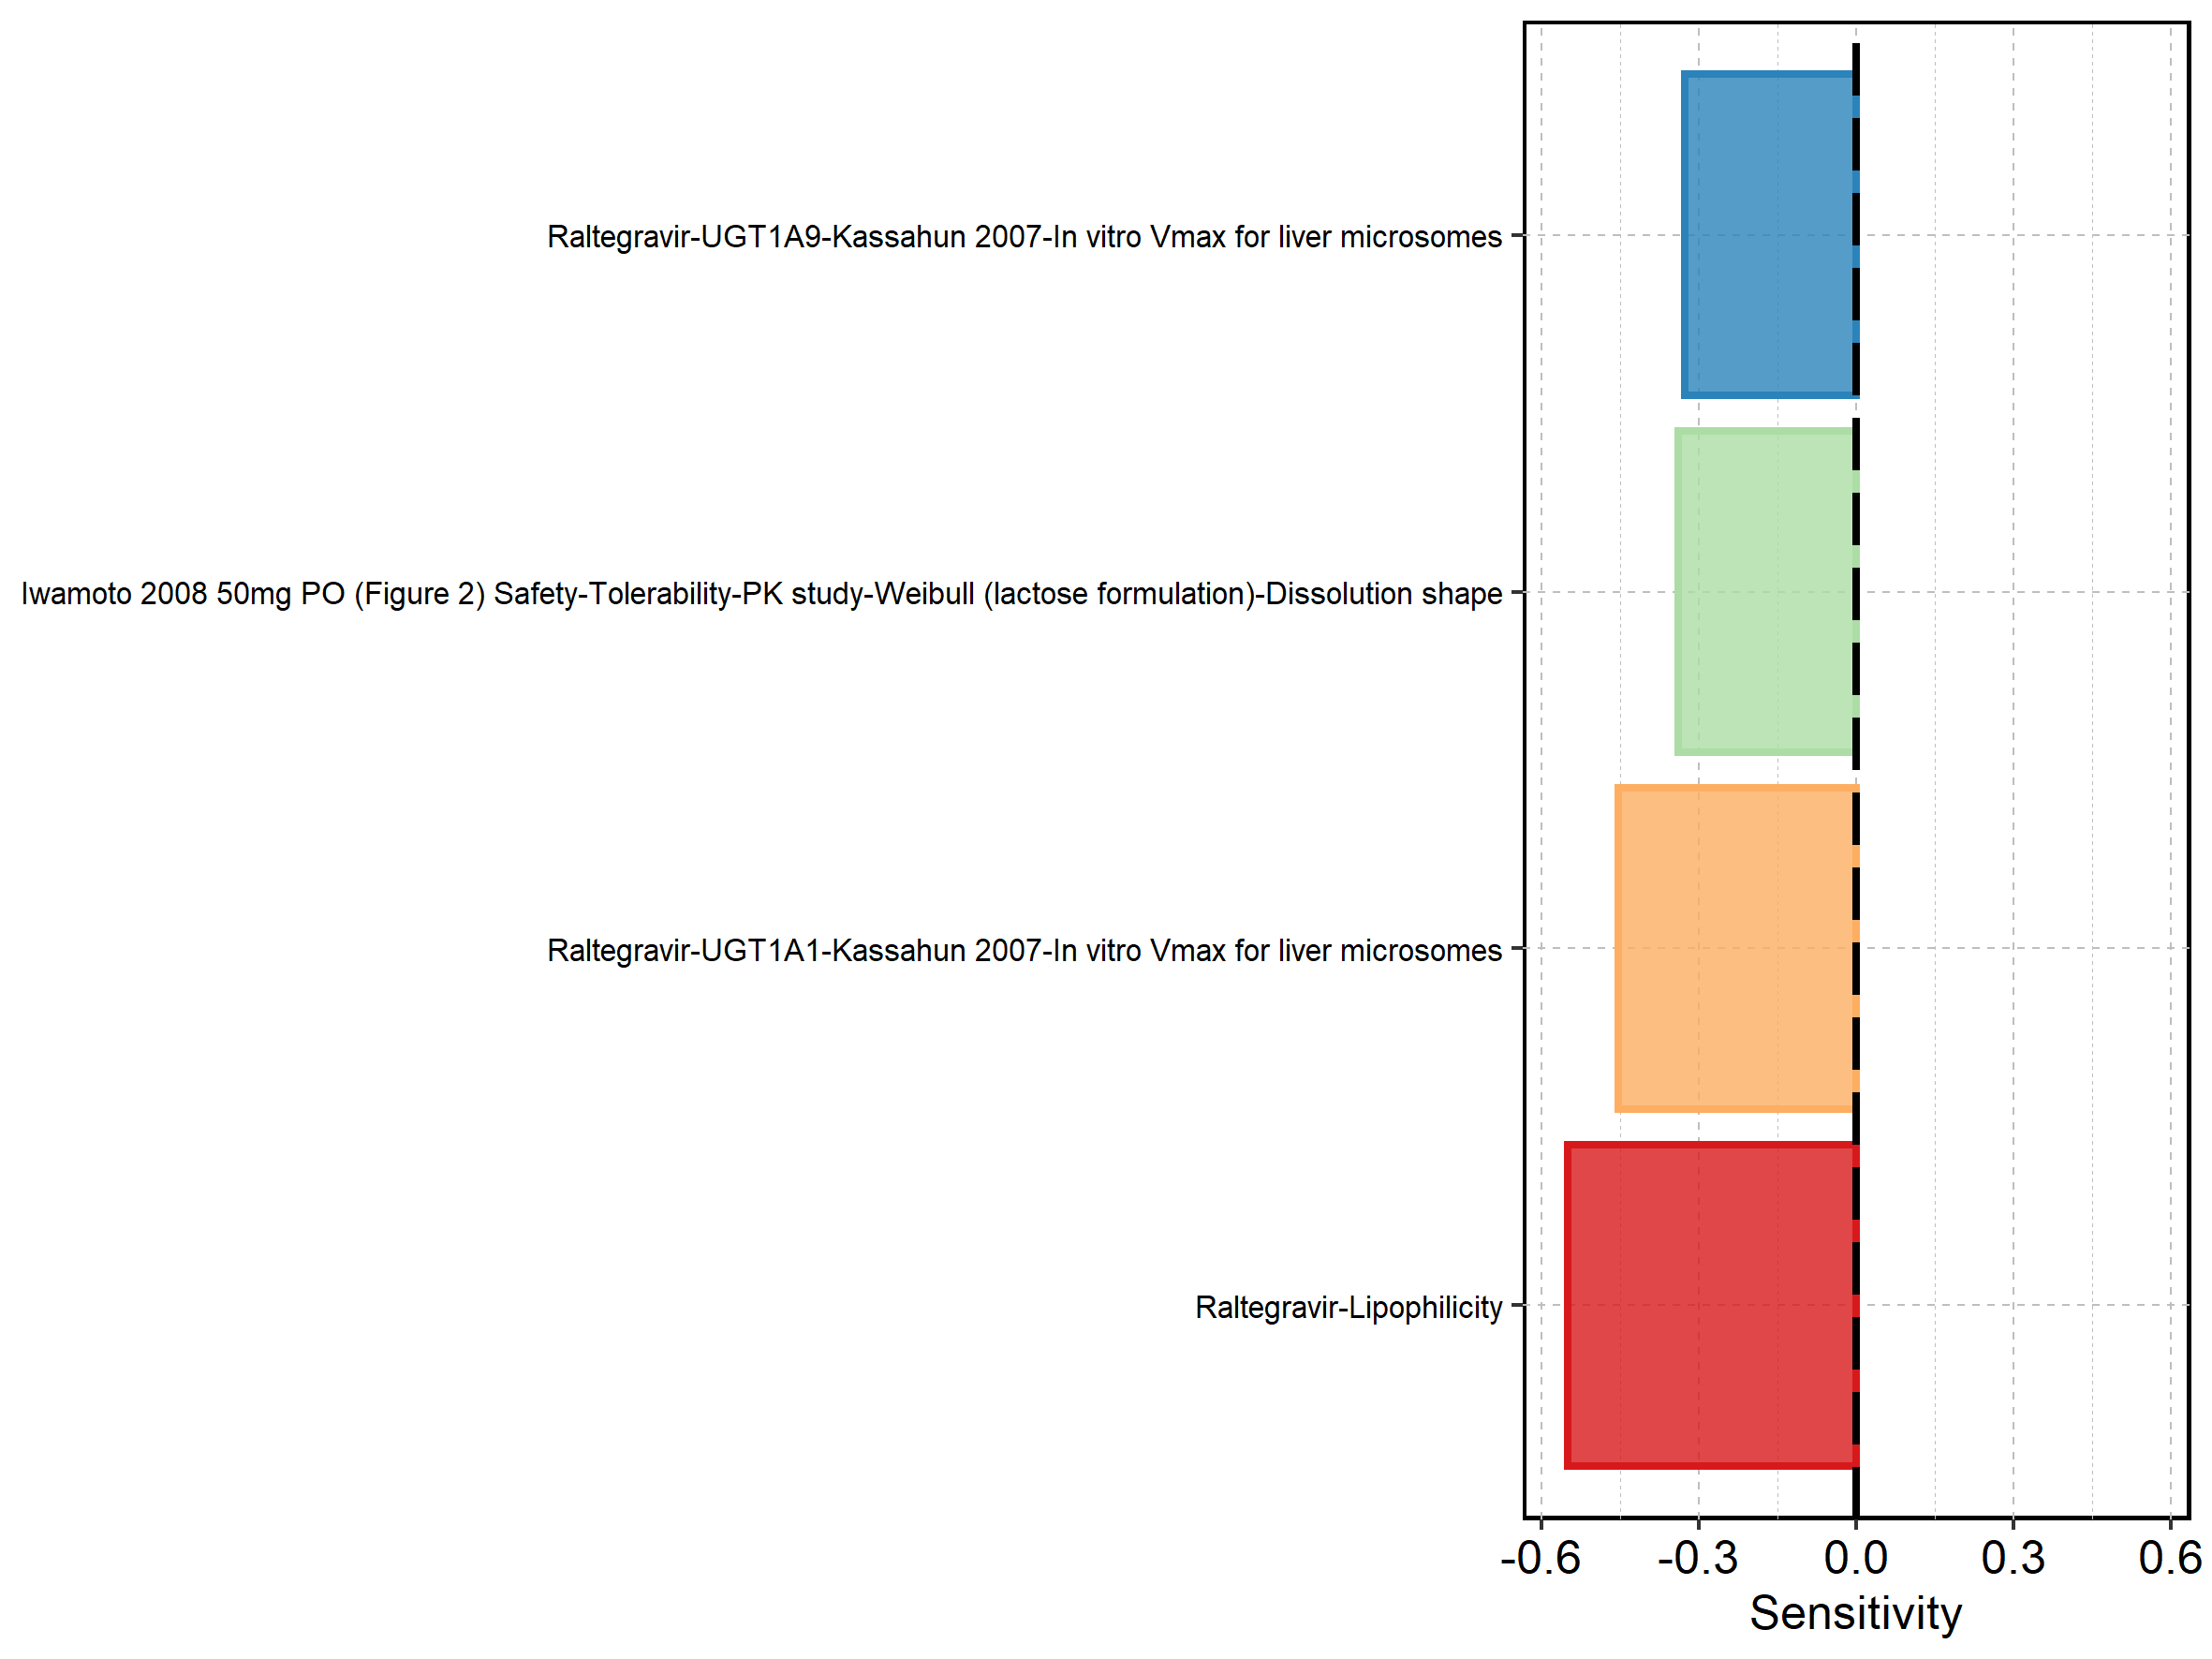 Raltegravir-UGT1A9-Kassahun 2007-In vitro Vmax for liver microsomes
Iwamoto 2008 50mg PO (Figure 2) Safety-Tolerability-PK study-Weibull (lactose formulation)-Dissolution shape
Raltegravir-UGT1A1-Kassahun 2007-In vitro Vmax for liver microsomes
Raltegravir-Lipophilicity
-0.6 -0.3 0.0 0.3 0.6
Sensitivity